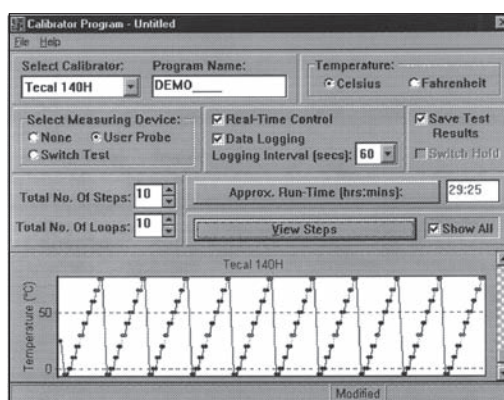 Calibrator Program - Untitled
File Help
Select Calibrator:
Tecal 140H
Program Name:
DEMO____
Temperature:
Celsius Fahrenheit
Select Measuring Device:
None User Probe
Switch Test
Real-Time Control
Data Logging
Logging Interval (secs): 60
Save Test
Results
Switch Hold
Total No. Of Steps: 10
Approx. Run-Time (hrs:mins): 29:25
Total No. Of Loops: 10
View Steps
Show All
Tecal 140H
Temperature (°C)
50
0
Modified